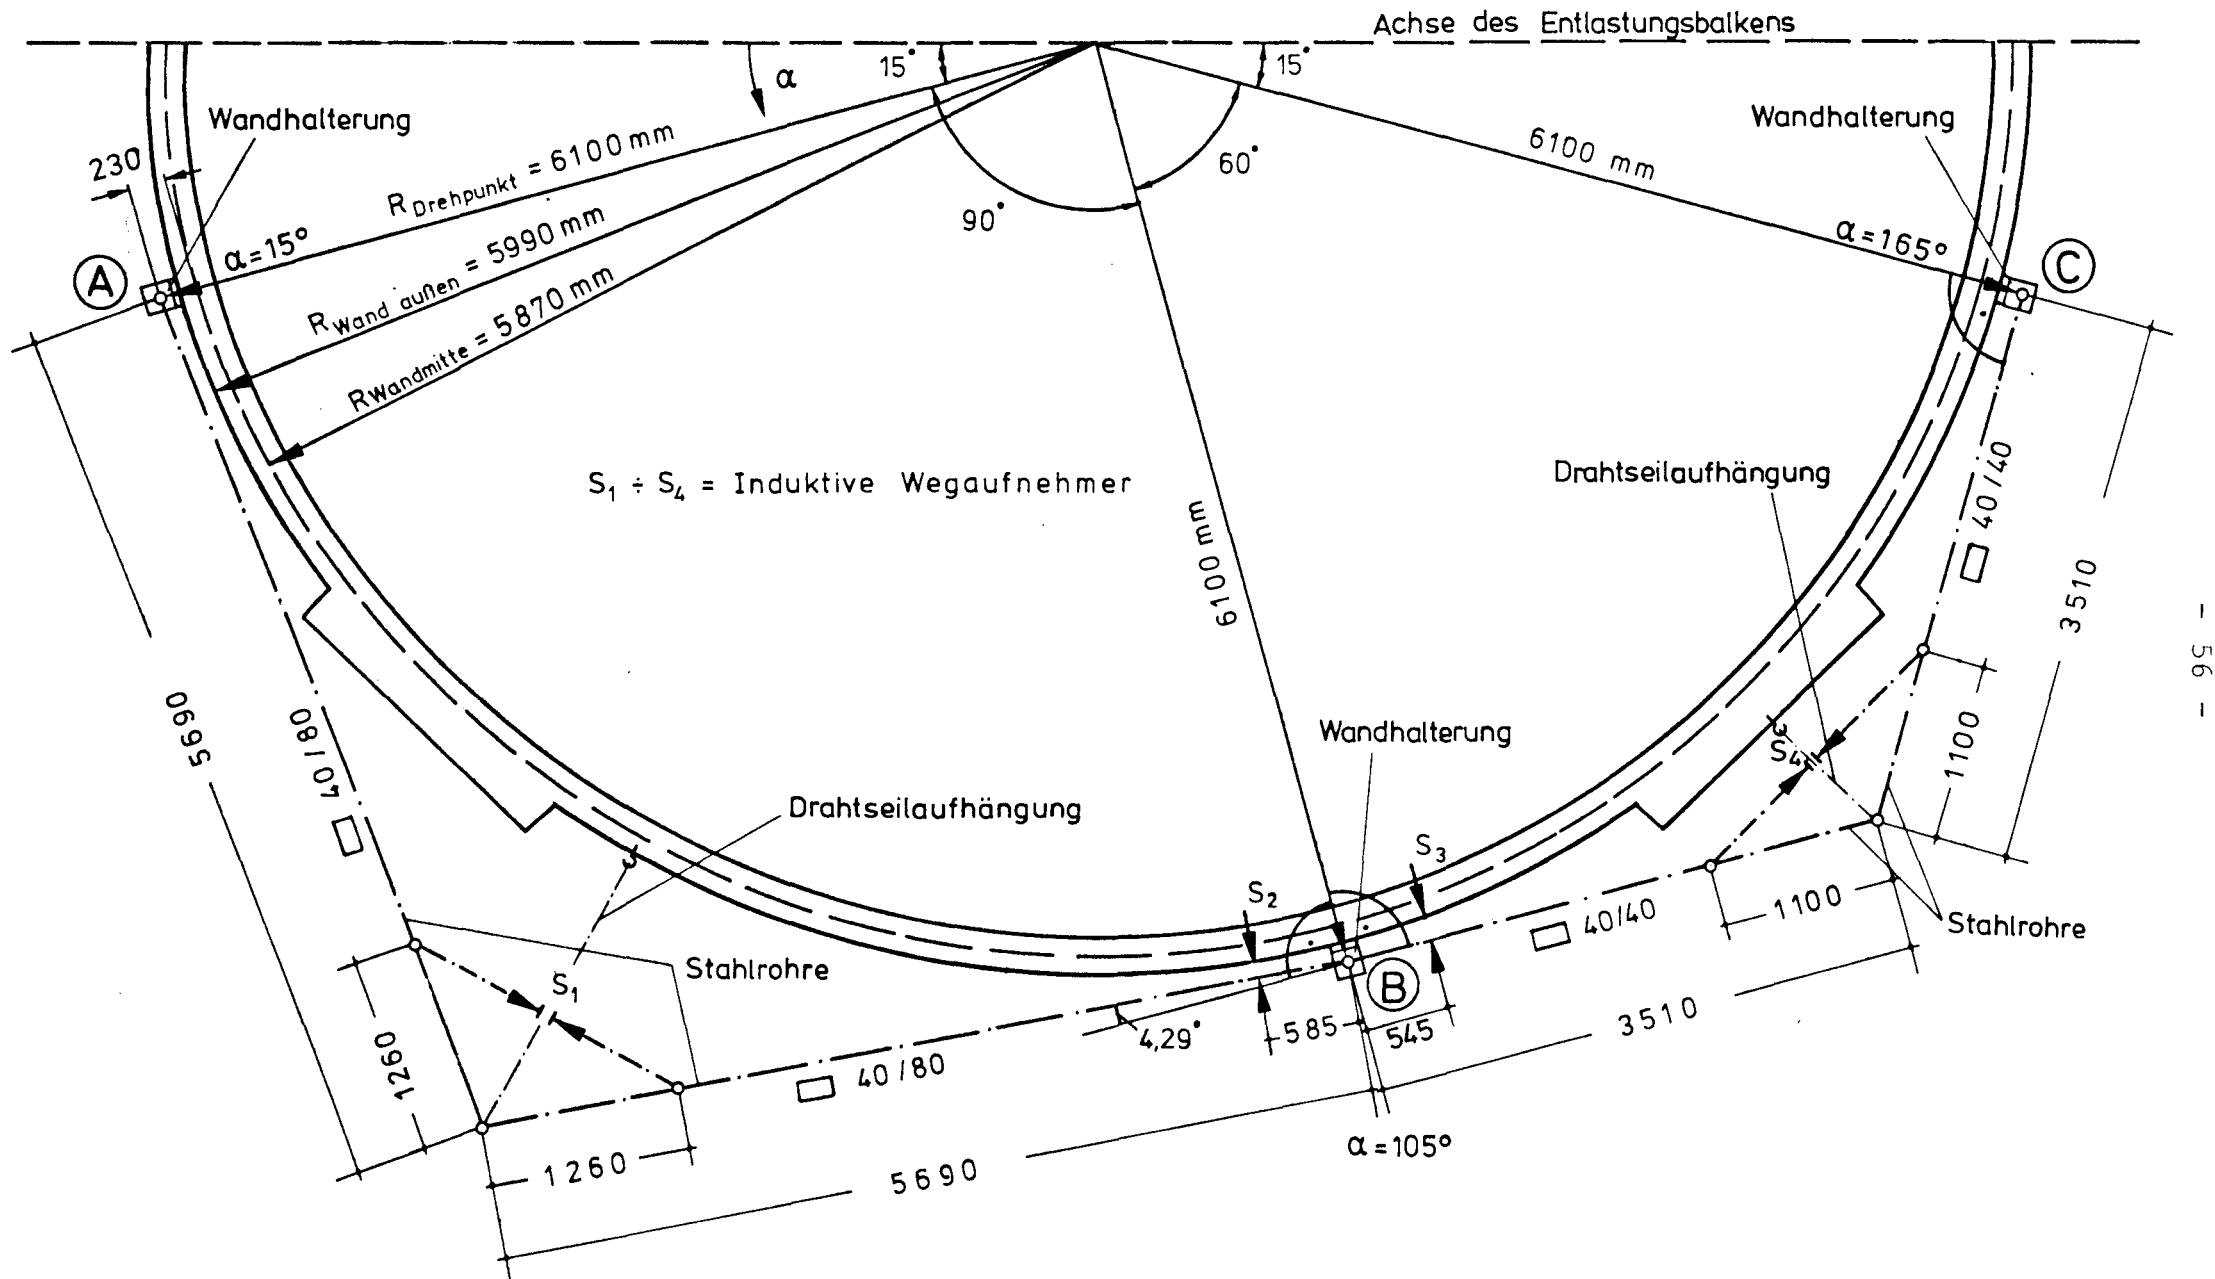 Achse des Entlastungsbalkens
15°
α
15°
Wandhalterung
Wandhalterung
230
R Drehpunkt = 6100 mm
6100 mm
60°
90°
α=15°
α=165°
A
C
R Wand außen = 5990 mm
R Wandmitte = 5870 mm
S1 ÷ S4 = Induktive Wegaufnehmer
Drahtseilaufhängung
40/40
6100 mm
3510
- 56 -
5690
40/80
Wandhalterung
S4
1100
Drahtseilaufhängung
S3
S2
1100
40/40
Stahlrohre
Stahlrohre
S1
B
4,29°
585
545
3510
1260
40/80
α=105°
1260
5690